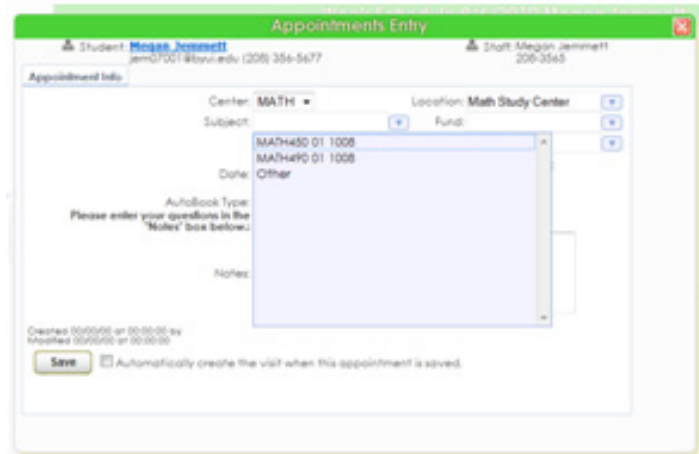 Appointments Entry
Student: Megan Jemmett
jem07001@byui.edu (208) 356-5677
Staff: Megan Jemmett
208-3565
Appointment Info
Center: MATH
Location: Math Study Center
Subject:
Fund:
MATH450 01 1008
MATH490 01 1008
Other
Date:
AutoBook Type:
Please enter your questions in the
"Notes" box below.:
Notes:
Created 00/00/00 at 00:00:00 by
Modified 00/00/00 at 00:00:00
Save
Automatically create the visit when this appointment is saved.